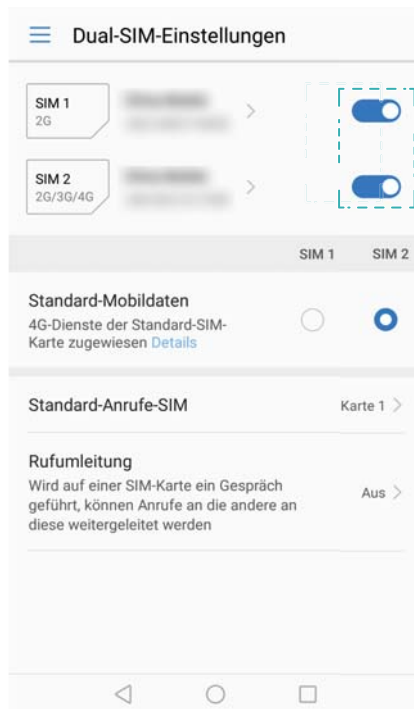 Dual-SIM-Einstellungen
SIM 1
2G
SIM 2
2G/3G/4G
SIM 1 SIM 2
Standard-Mobildaten
4G-Dienste der Standard-SIM-
Karte zugewiesen Details
Standard-Anrufe-SIM Karte 1
Rufumleitung
Wird auf einer SIM-Karte ein Gespräch
geführt, können Anrufe an die andere an
diese weitergeleitet werden
Aus